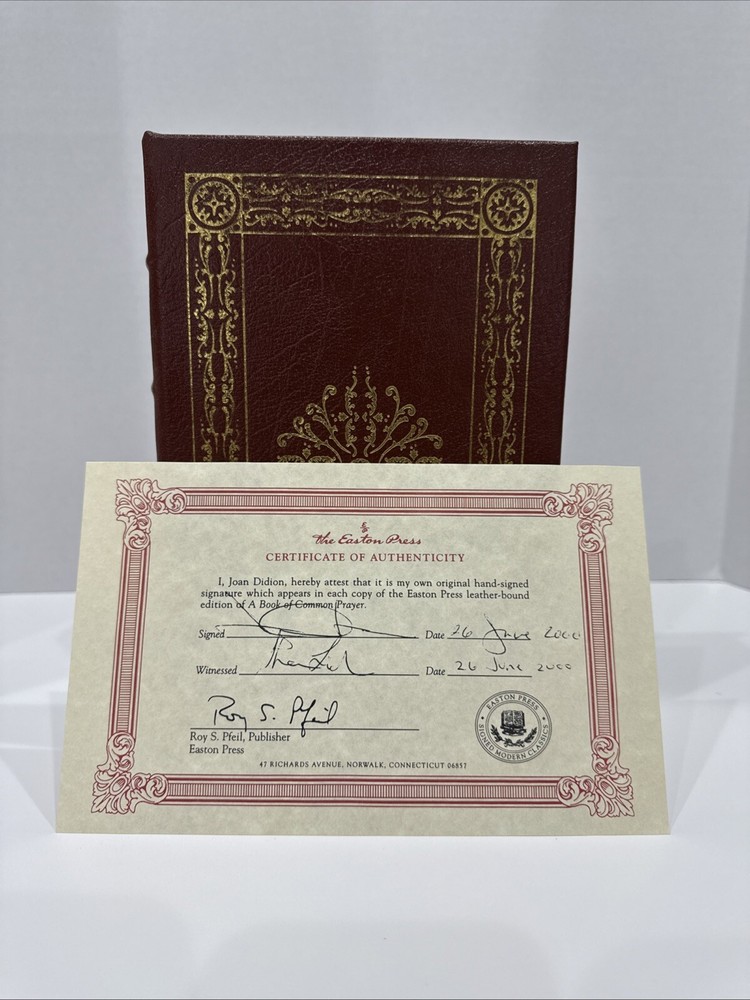 the Easton Press
CERTIFICATE OF AUTHENTICITY
I, Joan Didion, hereby attest that it is my own original hand-signed
signature which appears in each copy of the Easton Press leather-bound
edition of A Book of Common Prayer.
Signed Date 26 June 2000
Witnessed Date 26 June 2000
Roy S. Pfeil
Roy S. Pfeil, Publisher
Easton Press
EASTON PRESS
SIGNED MODERN CLASSICS
47 RICHARDS AVENUE, NORWALK, CONNECTICUT 06857